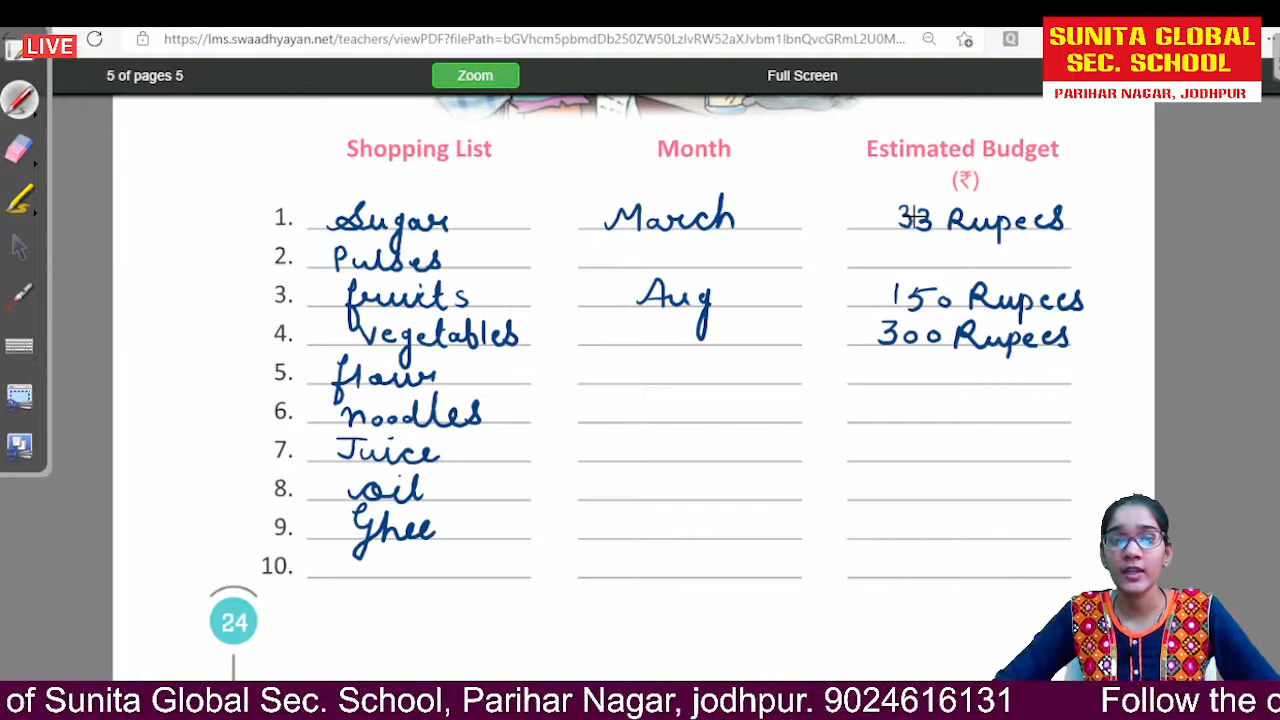 LIVE
https://lms.swaadhyayan.net/teachers/viewPDF?filePath=bGVhcm5pbmdDb250ZW50LzIvRW52aXJvbm1lbnQvcGRmL2U0M...
SUNITA GLOBAL
SEC. SCHOOL
PARIHAR NAGAR, JODHPUR
5 of pages 5
Zoom
Full Screen
Shopping List Month Estimated Budget
(₹)
1. Sugar March 33 Rupees
2. Pulses
3. fruits Aug 150 Rupees
4. vegetables 300 Rupees
5. flour
6. noodles
7. Juice
8. oil
9. Ghee
10.
24
of Sunita Global Sec. School, Parihar Nagar, jodhpur. 9024616131 Follow the